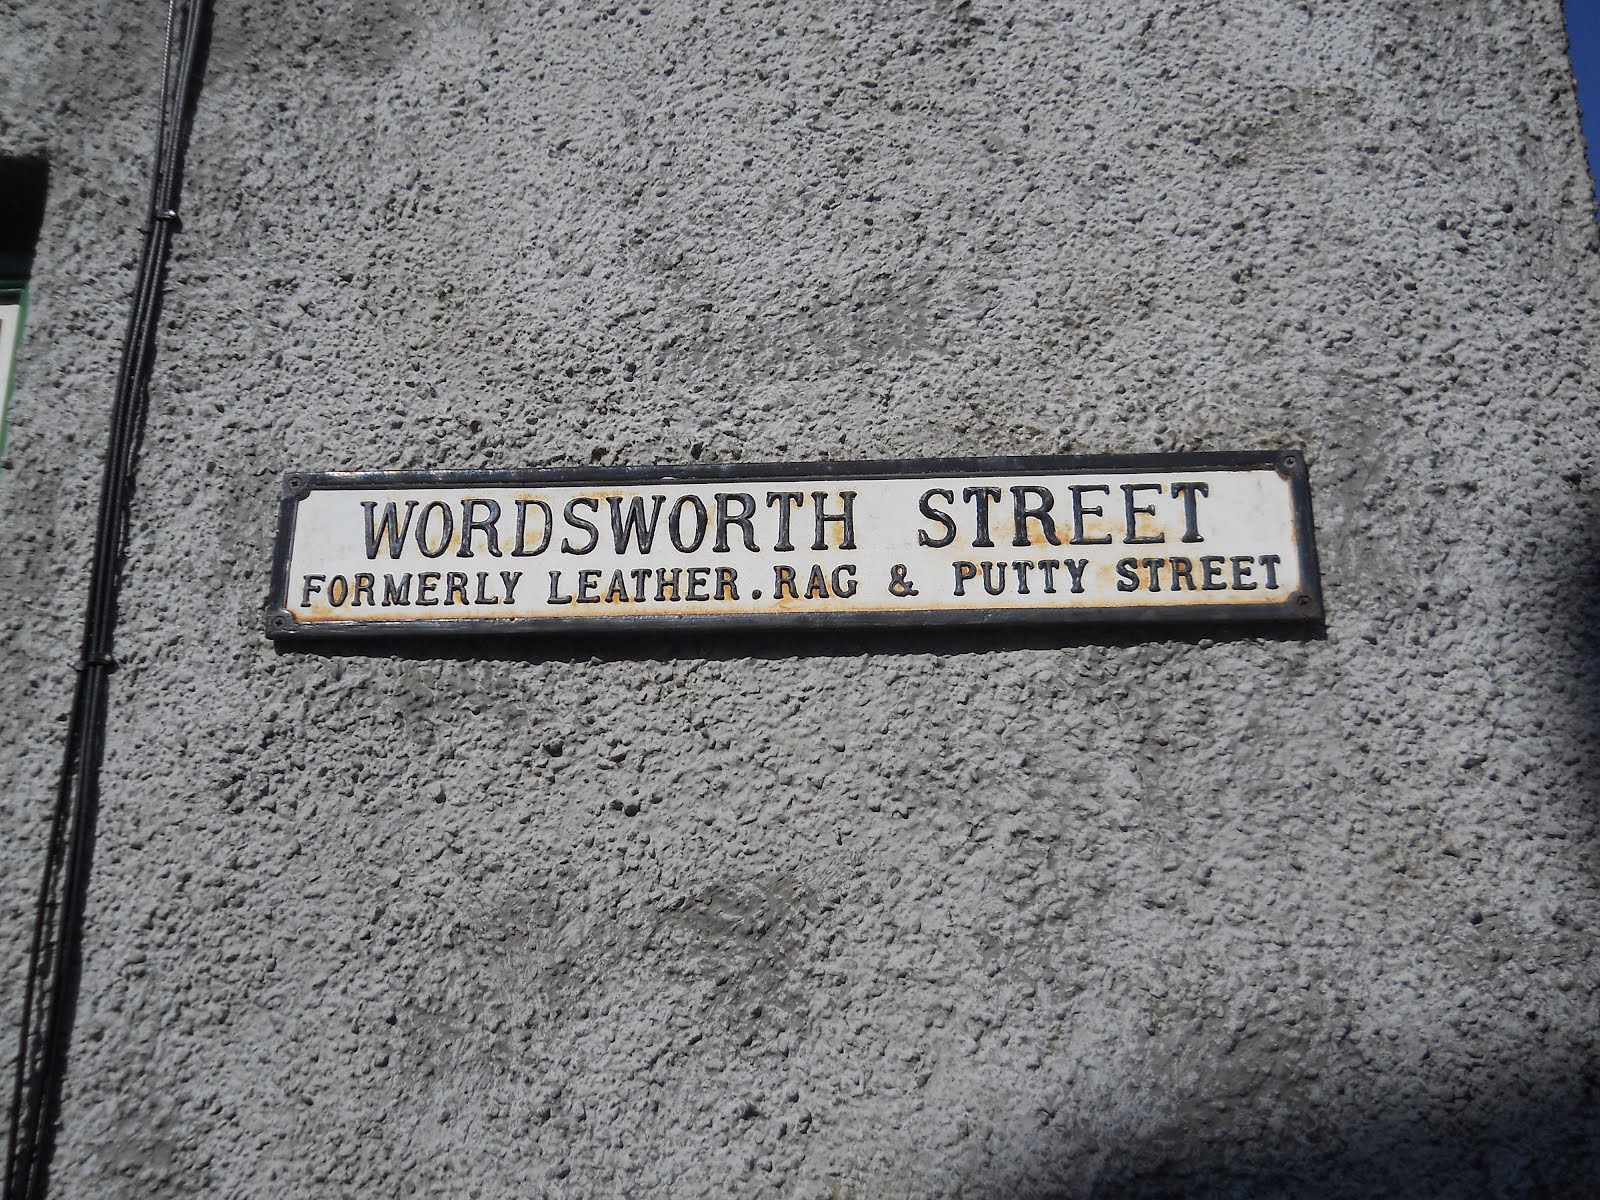 WORDSWORTH STREET
FORMERLY LEATHER.RAG & PUTTY STREET